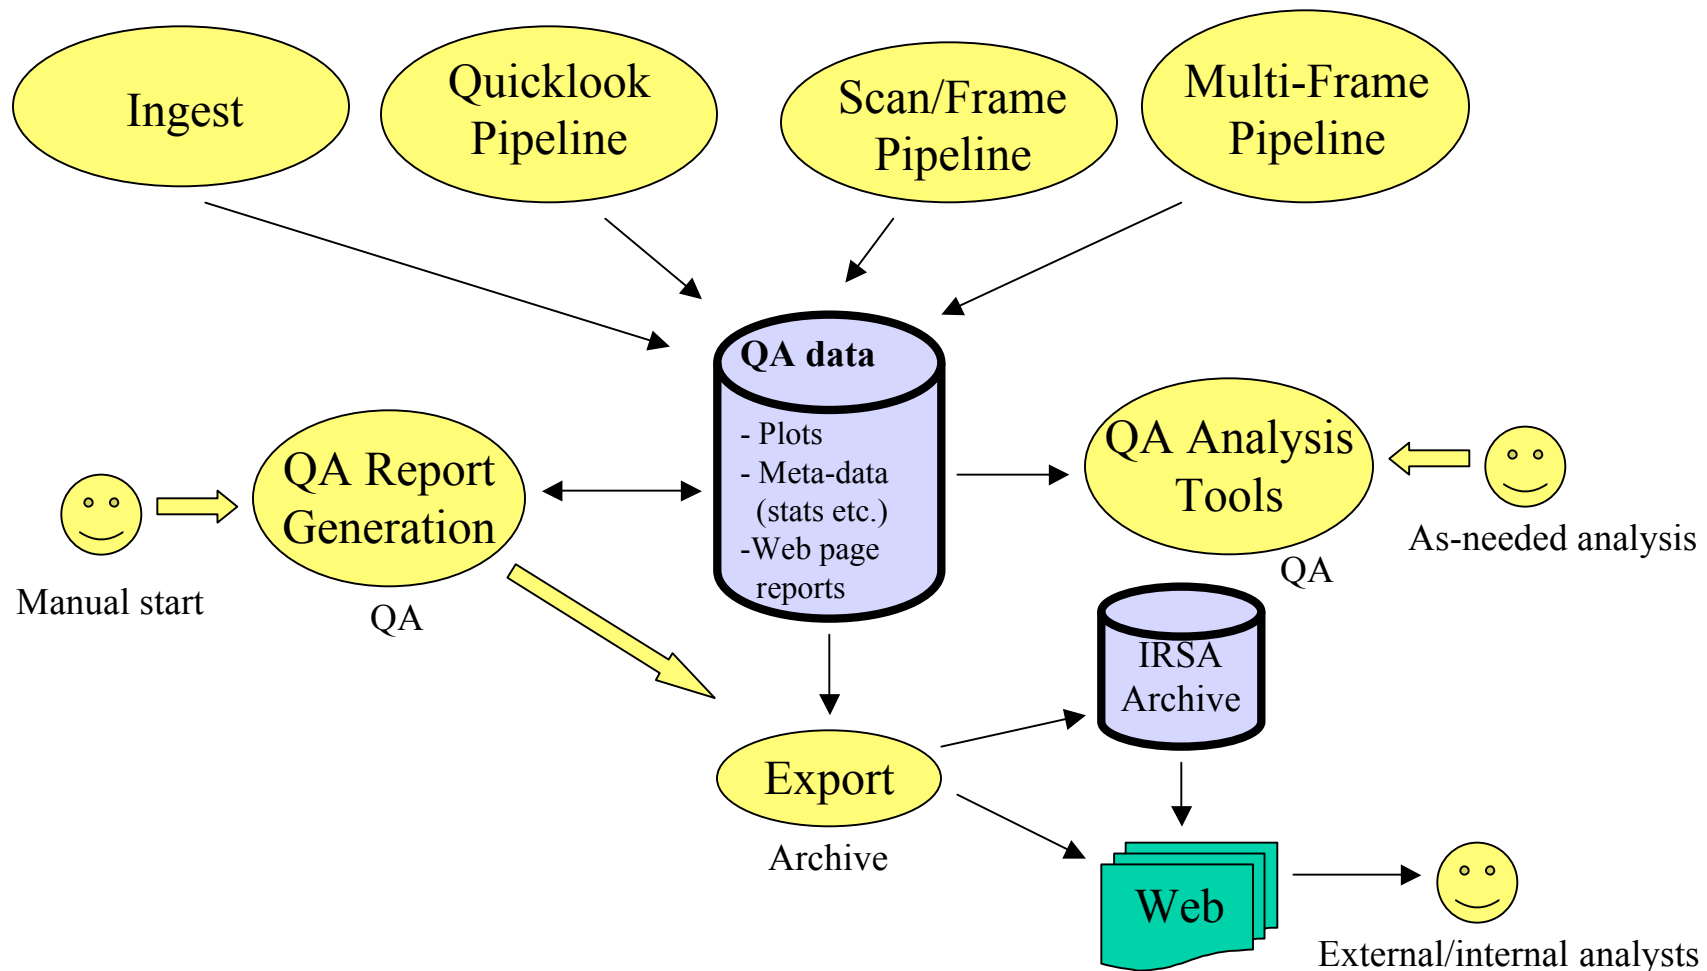 Ingest
Quicklook
Pipeline
Scan/Frame
Pipeline
Multi-Frame
Pipeline
QA data
- Plots
- Meta-data
(stats etc.)
-Web page
reports
QA Report
Generation
QA
Manual start
QA Analysis
Tools
QA
As-needed analysis
IRSA
Archive
Export
Archive
Web
External/internal analysts